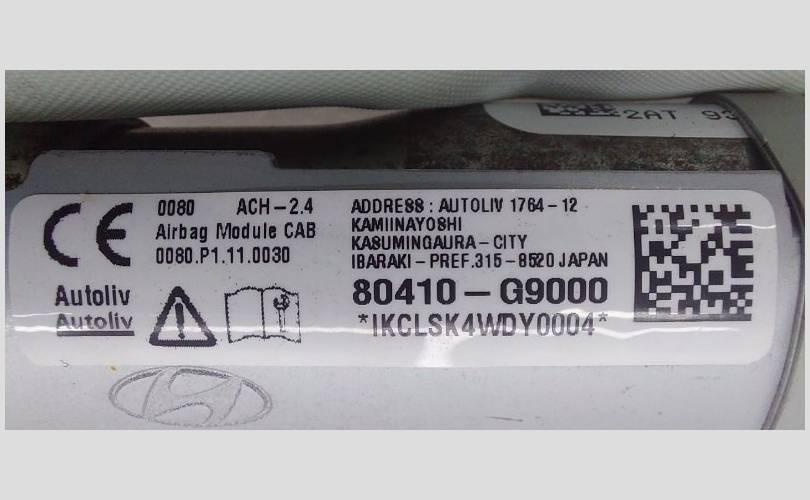 2AT 93
0080 ACH-2.4
Airbag Module CAB
0080.P1.11.0030
ADDRESS : AUTOLIV 1764-12
KAMIINAYOSHI
KASUMINGAURA-CITY
IBARAKI-PREF.315-8520 JAPAN
80410-G9000
*IKCLSK4WDY0004*
Autoliv
Autoliv